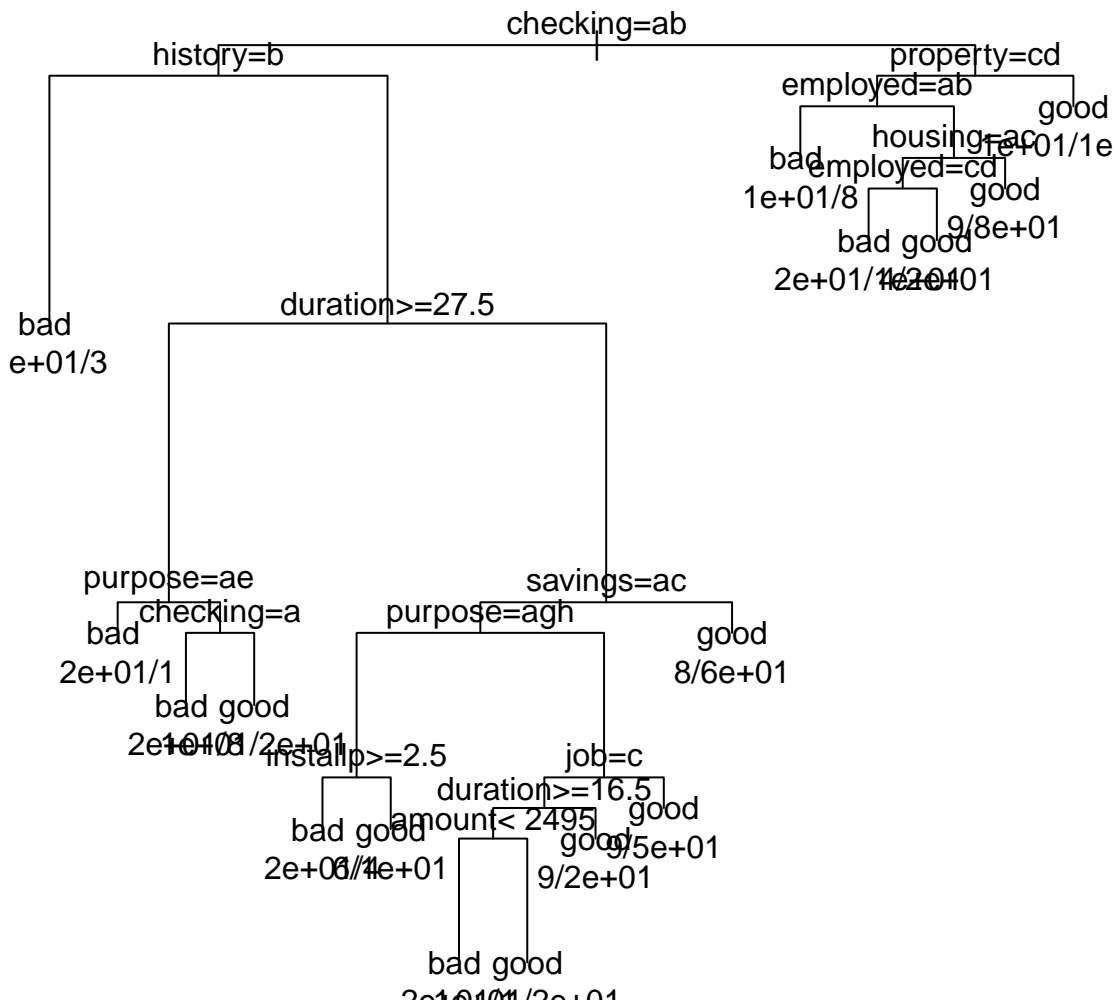 checking=ab
history=b
property=cd
employed=ab
good
housing=ac
bad
employed=cd
good
1e+01/8
9/8e+01
bad good
duration>=27.5
bad
e+01/3
purpose=ae
savings=ac
checking=a
purpose=agh
bad
good
2e+01/1
8/6e+01
bad good
installp>=2.5
job=c
duration>=16.5
good
amount< 2495
bad good
good
9/5e+01
9/2e+01
bad good